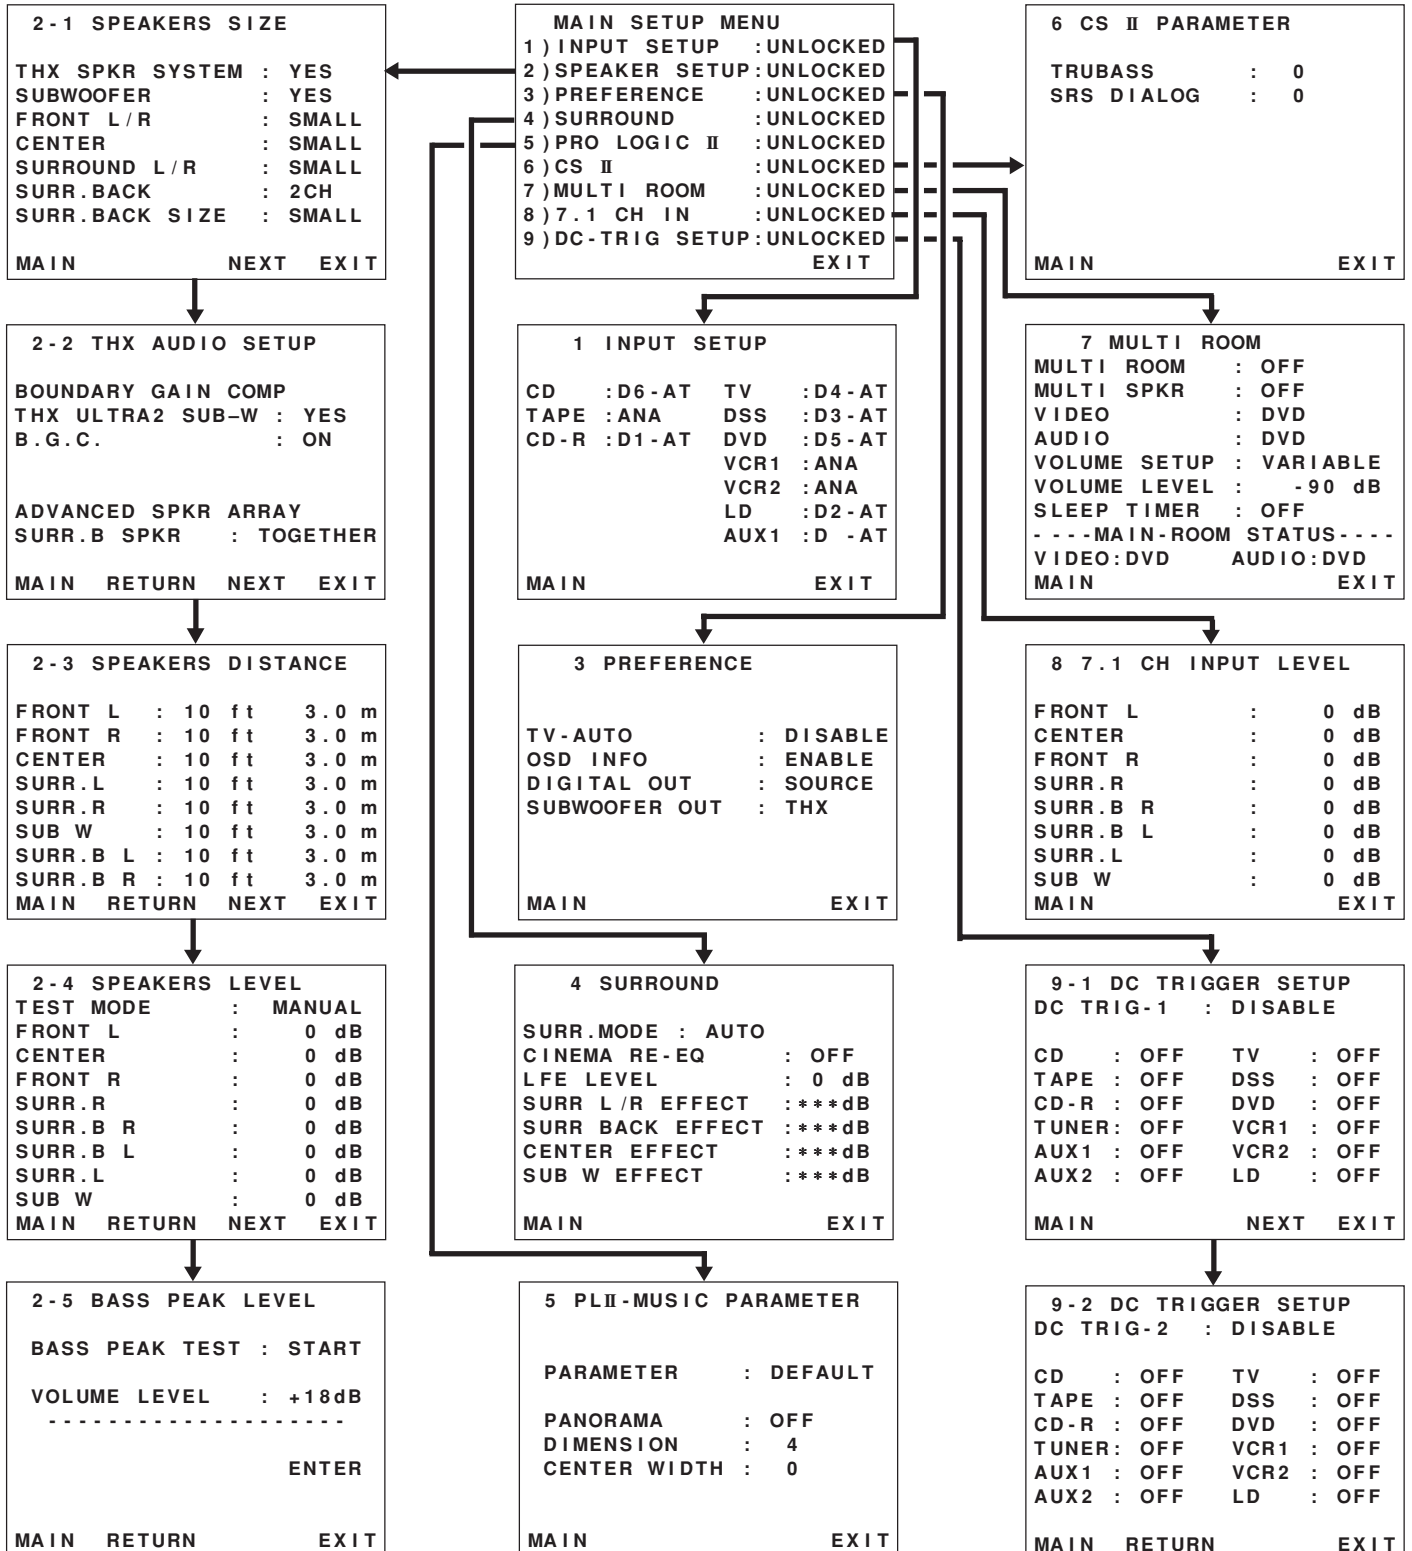 2-1 SPEAKERS SIZE
THX SPKR SYSTEM : YES
SUBWOOFER : YES
FRONT L/R : SMALL
CENTER : SMALL
SURROUND L/R : SMALL
SURR.BACK : 2CH
SURR.BACK SIZE : SMALL
MAIN NEXT EXIT
MAIN SETUP MENU
1)INPUT SETUP :UNLOCKED
2)SPEAKER SETUP:UNLOCKED
3)PREFERENCE :UNLOCKED
4)SURROUND :UNLOCKED
5)PRO LOGIC II :UNLOCKED
6)CS II :UNLOCKED
7)MULTI ROOM :UNLOCKED
8)7.1 CH IN :UNLOCKED
9)DC-TRIG SETUP:UNLOCKED
EXIT
6 CS II PARAMETER
TRUBASS : 0
SRS DIALOG : 0
MAIN EXIT
2-2 THX AUDIO SETUP
BOUNDARY GAIN COMP
THX ULTRA2 SUB–W : YES
B.G.C. : ON
ADVANCED SPKR ARRAY
SURR.B SPKR : TOGETHER
MAIN RETURN NEXT EXIT
1 INPUT SETUP
CD :D6-AT TV :D4-AT
TAPE :ANA DSS :D3-AT
CD-R :D1-AT DVD :D5-AT
VCR1 :ANA
VCR2 :ANA
LD :D2-AT
AUX1 :D -AT
MAIN EXIT
7 MULTI ROOM
MULTI ROOM : OFF
MULTI SPKR : OFF
VIDEO : DVD
AUDIO : DVD
VOLUME SETUP : VARIABLE
VOLUME LEVEL : -90 dB
SLEEP TIMER : OFF
----MAIN-ROOM STATUS----
VIDEO:DVD AUDIO:DVD
MAIN EXIT
2-3 SPEAKERS DISTANCE
FRONT L : 10 ft 3.0 m
FRONT R : 10 ft 3.0 m
CENTER : 10 ft 3.0 m
SURR.L : 10 ft 3.0 m
SURR.R : 10 ft 3.0 m
SUB W : 10 ft 3.0 m
SURR.B L : 10 ft 3.0 m
SURR.B R : 10 ft 3.0 m
MAIN RETURN NEXT EXIT
3 PREFERENCE
TV-AUTO : DISABLE
OSD INFO : ENABLE
DIGITAL OUT : SOURCE
SUBWOOFER OUT : THX
MAIN EXIT
8 7.1 CH INPUT LEVEL
FRONT L : 0 dB
CENTER : 0 dB
FRONT R : 0 dB
SURR.R : 0 dB
SURR.B R : 0 dB
SURR.B L : 0 dB
SURR.L : 0 dB
SUB W : 0 dB
MAIN EXIT
2-4 SPEAKERS LEVEL
TEST MODE : MANUAL
FRONT L : 0 dB
CENTER : 0 dB
FRONT R : 0 dB
SURR.R : 0 dB
SURR.B R : 0 dB
SURR.B L : 0 dB
SURR.L : 0 dB
SUB W : 0 dB
MAIN RETURN NEXT EXIT
4 SURROUND
SURR.MODE : AUTO
CINEMA RE-EQ : OFF
LFE LEVEL : 0 dB
SURR L/R EFFECT :***dB
SURR BACK EFFECT :***dB
CENTER EFFECT :***dB
SUB W EFFECT :***dB
MAIN EXIT
9-1 DC TRIGGER SETUP
DC TRIG-1 : DISABLE
CD : OFF TV : OFF
TAPE : OFF DSS : OFF
CD-R : OFF DVD : OFF
TUNER: OFF VCR1 : OFF
AUX1 : OFF VCR2 : OFF
AUX2 : OFF LD : OFF
MAIN NEXT EXIT
2-5 BASS PEAK LEVEL
BASS PEAK TEST : START
VOLUME LEVEL : +18dB
--------------------
ENTER
MAIN RETURN EXIT
5 PLII-MUSIC PARAMETER
PARAMETER : DEFAULT
PANORAMA : OFF
DIMENSION : 4
CENTER WIDTH : 0
MAIN EXIT
9-2 DC TRIGGER SETUP
DC TRIG-2 : DISABLE
CD : OFF TV : OFF
TAPE : OFF DSS : OFF
CD-R : OFF DVD : OFF
TUNER: OFF VCR1 : OFF
AUX1 : OFF VCR2 : OFF
AUX2 : OFF LD : OFF
MAIN RETURN EXIT